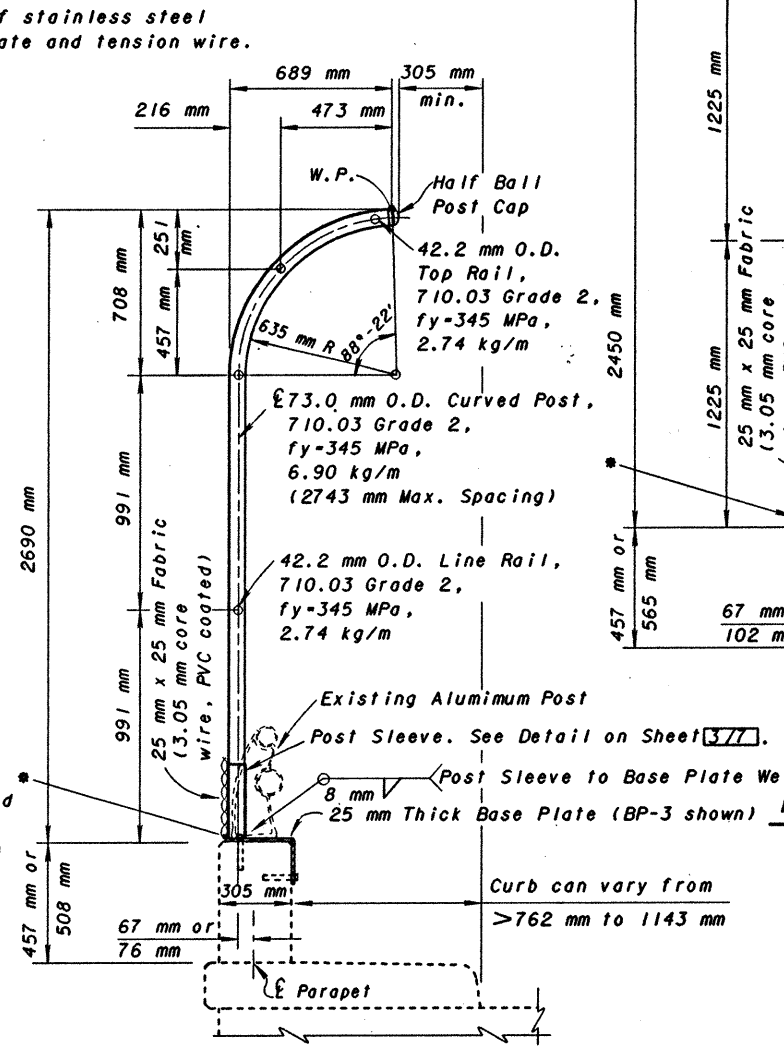 f stainless steel
ate and tension wire.
689 mm
305 mm
min.
216 mm
473 mm
W.P.
Half Ball
Post Cap
251
mm
708 mm
457 mm
42.2 mm O.D.
Top Rail,
710.03 Grade 2,
fy=345 MPa,
2.74 kg/m
635 mm R
88°-22'
℄ 73.0 mm O.D. Curved Post,
710.03 Grade 2,
fy=345 MPa,
6.90 kg/m
(2743 mm Max. Spacing)
2690 mm
991 mm
42.2 mm O.D. Line Rail,
710.03 Grade 2,
fy=345 MPa,
2.74 kg/m
991 mm
25 mm x 25 mm Fabric
(3.05 mm core
wire, PVC coated)
Existing Alumimum Post
Post Sleeve. See Detail on Sheet 3/7.
*
d
8 mm
Post Sleeve to Base Plate We
25 mm Thick Base Plate (BP-3 shown)
457 mm or
508 mm
305 mm
Curb can vary from
>762 mm to 1143 mm
67 mm or
76 mm
℄ Parapet
1225 mm
2450 mm
1225 mm
25 mm x 25 mm Fabric
(3.05 mm core
*
457 mm or
565 mm
67 mm
102 m